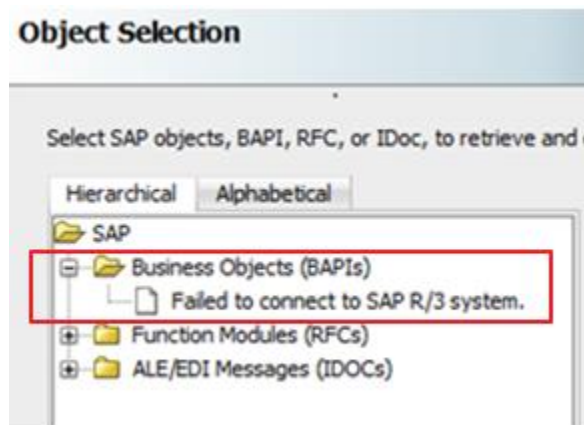 Object Selection
Select SAP objects, BAPI, RFC, or IDoc, to retrieve and
Hierarchical Alphabetical
SAP
Business Objects (BAPIs)
Failed to connect to SAP R/3 system.
Function Modules (RFCs)
ALE/EDI Messages (IDOCs)